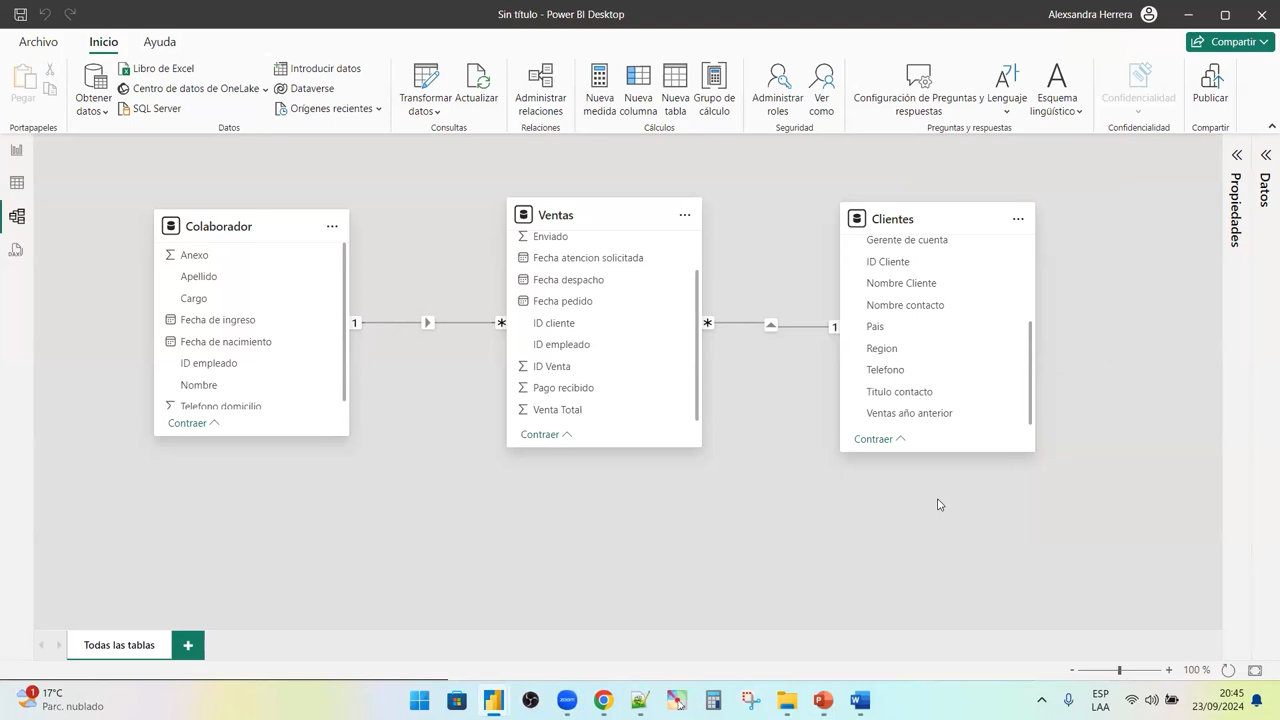 Sin título - Power BI Desktop
Alexsandra Herrera
Archivo
Inicio
Ayuda
Compartir
Pegar
Portapapeles
Obtener datos
Libro de Excel
Centro de datos de OneLake
SQL Server
Introducir datos
Dataverse
Orígenes recientes
Datos
Transformar datos
Actualizar
Consultas
Administrar relaciones
Relaciones
Nueva medida
Nueva columna
Nueva tabla
Grupo de cálculo
Cálculos
Administrar roles
Ver como
Seguridad
Configuración de Preguntas y respuestas
Lenguaje
Esquema lingüístico
Preguntas y respuestas
Confidencialidad
Confidencialidad
Publicar
Compartir
Colaborador
Anexo
Apellido
Cargo
Fecha de ingreso
Fecha de nacimiento
ID empleado
Nombre
Telefono domicilio
Contraer
1
*
Ventas
Enviado
Fecha atencion solicitada
Fecha despacho
Fecha pedido
ID cliente
ID empleado
ID Venta
Pago recibido
Venta Total
Contraer
*
1
Clientes
Gerente de cuenta
ID Cliente
Nombre Cliente
Nombre contacto
Pais
Region
Telefono
Titulo contacto
Ventas año anterior
Contraer
Propiedades
Datos
Todas las tablas
+
- + 100 %
1
17°C
Parc. nublado
ESP
LAA
20:45
23/09/2024